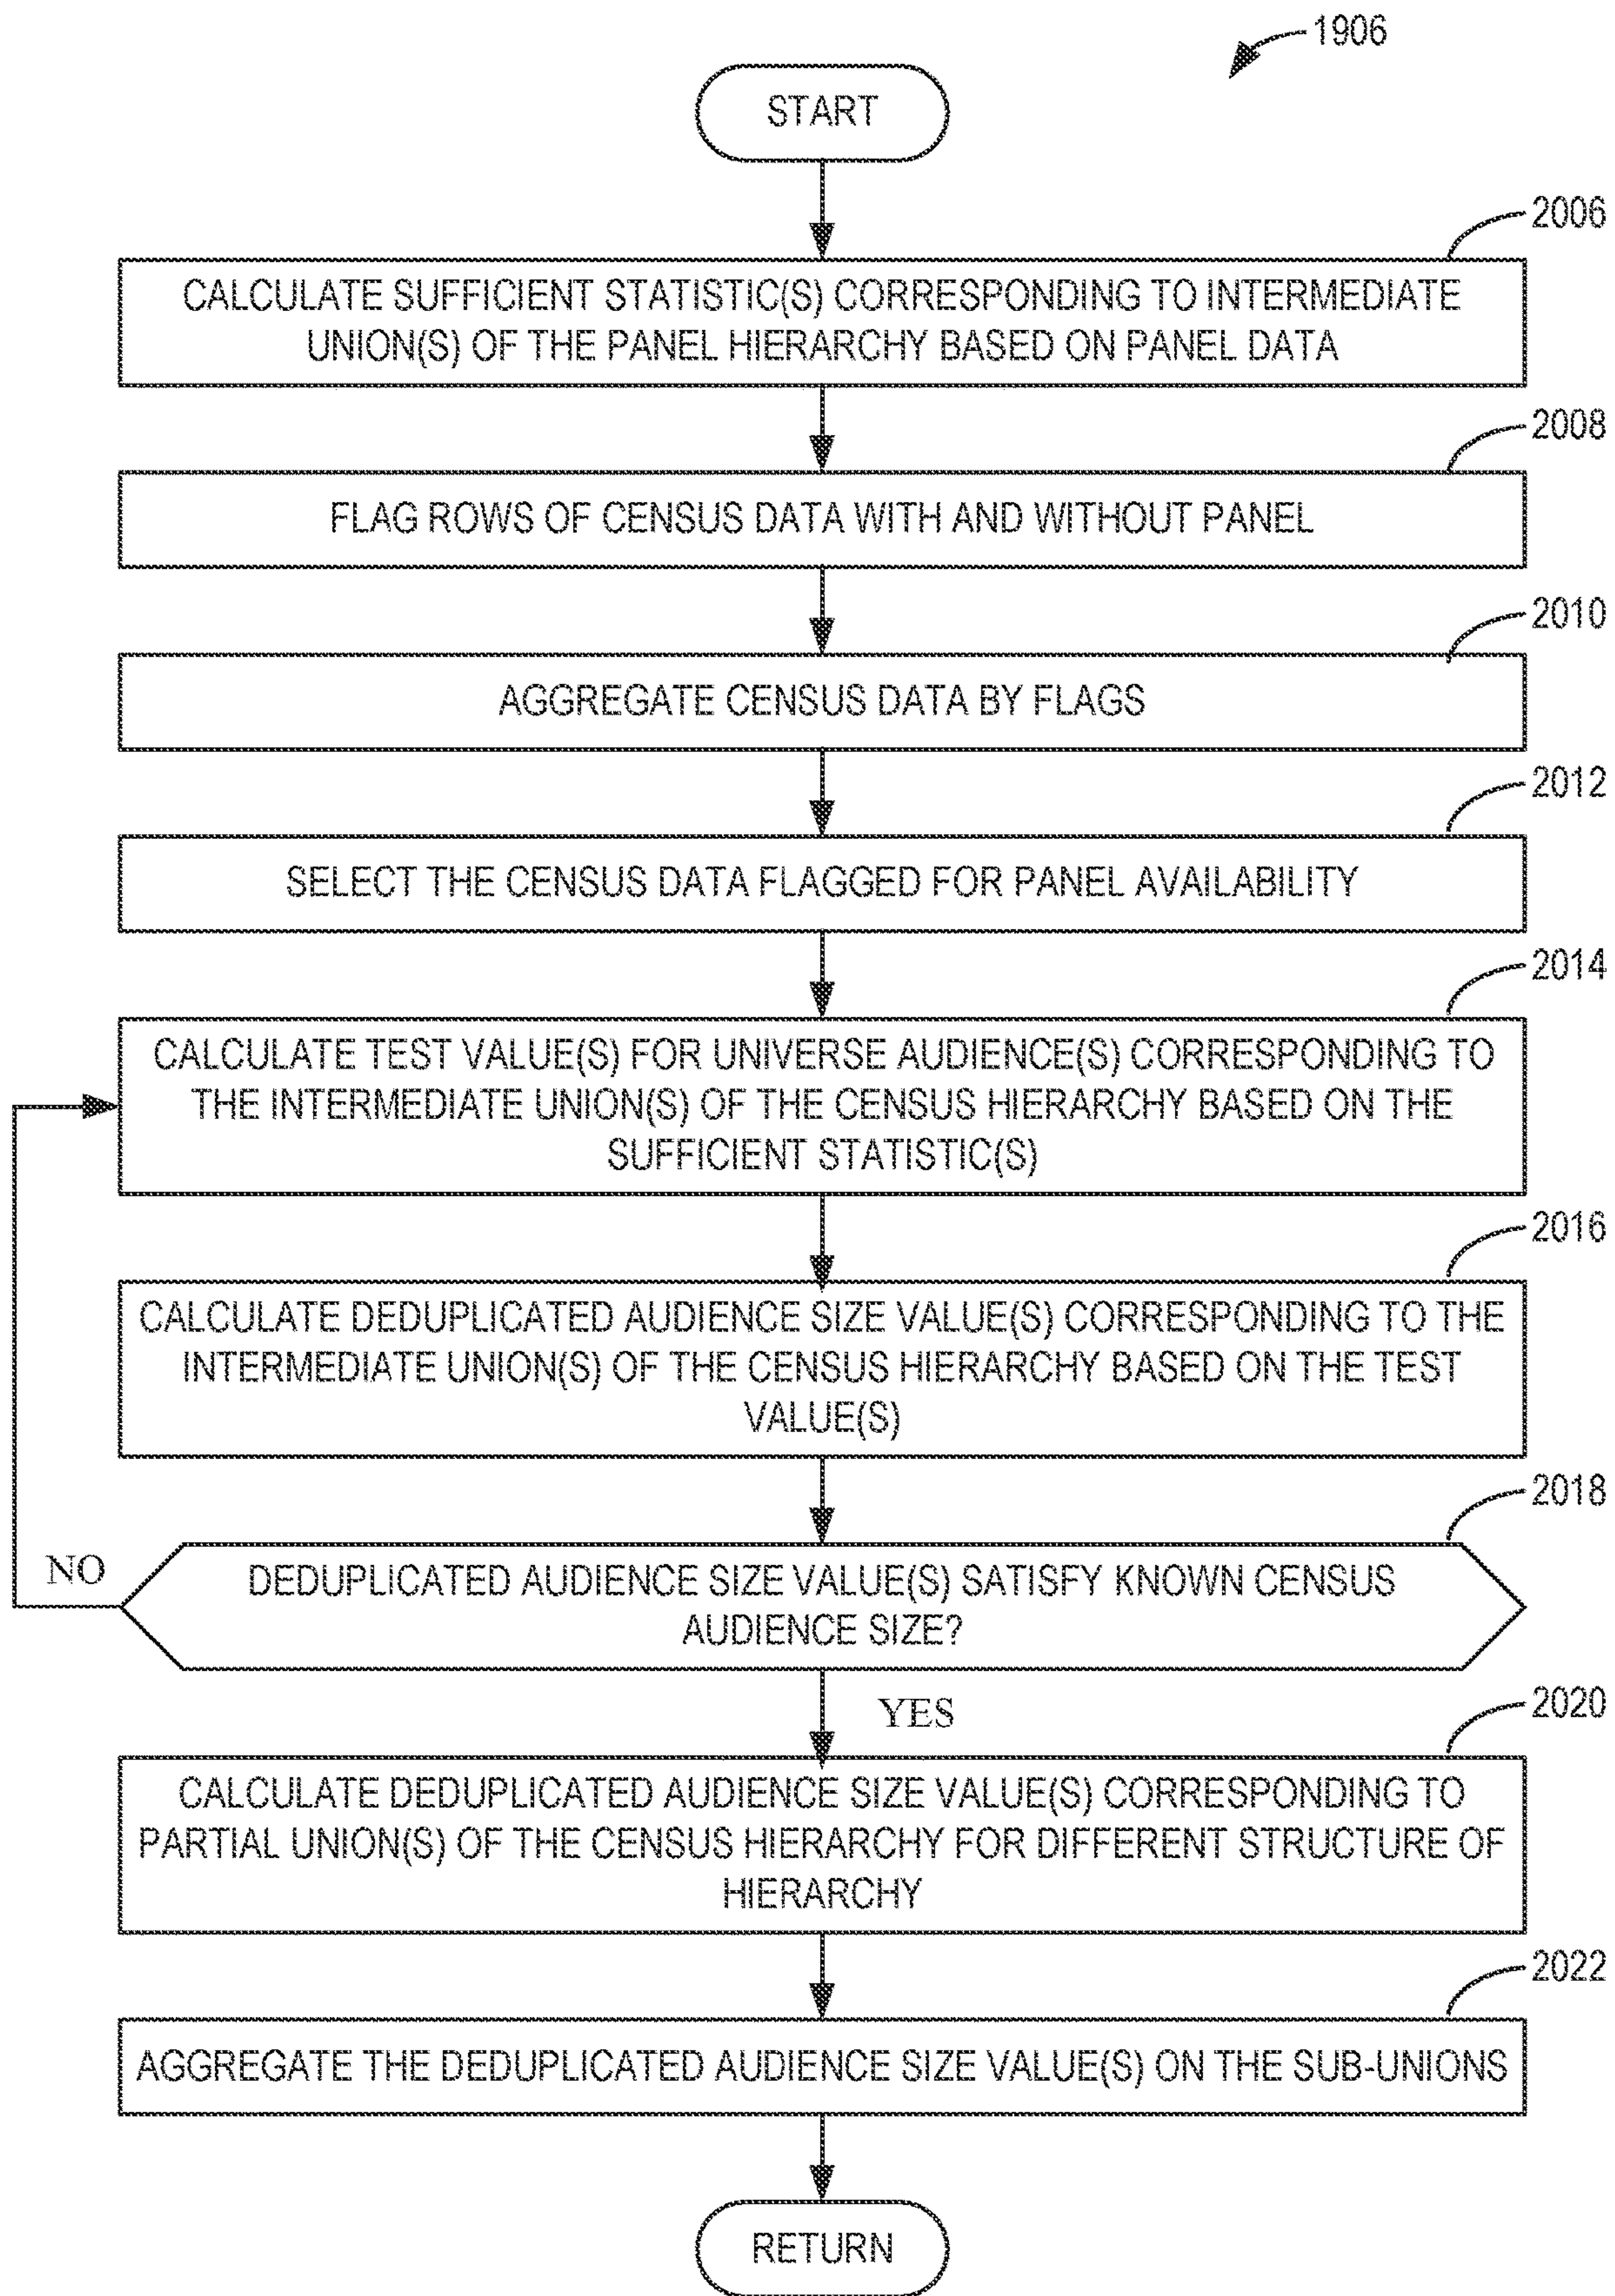 1906
START
2006
CALCULATE SUFFICIENT STATISTIC(S) CORRESPONDING TO INTERMEDIATE
UNION(S) OF THE PANEL HIERARCHY BASED ON PANEL DATA
2008
FLAG ROWS OF CENSUS DATA WITH AND WITHOUT PANEL
2010
AGGREGATE CENSUS DATA BY FLAGS
2012
SELECT THE CENSUS DATA FLAGGED FOR PANEL AVAILABILITY
2014
CALCULATE TEST VALUE(S) FOR UNIVERSE AUDIENCE(S) CORRESPONDING TO
THE INTERMEDIATE UNION(S) OF THE CENSUS HIERARCHY BASED ON THE
SUFFICIENT STATISTIC(S)
2016
CALCULATE DEDUPLICATED AUDIENCE SIZE VALUE(S) CORRESPONDING TO THE
INTERMEDIATE UNION(S) OF THE CENSUS HIERARCHY BASED ON THE TEST
VALUE(S)
2018
NO
DEDUPLICATED AUDIENCE SIZE VALUE(S) SATISFY KNOWN CENSUS
AUDIENCE SIZE?
YES
2020
CALCULATE DEDUPLICATED AUDIENCE SIZE VALUE(S) CORRESPONDING TO
PARTIAL UNION(S) OF THE CENSUS HIERARCHY FOR DIFFERENT STRUCTURE OF
HIERARCHY
2022
AGGREGATE THE DEDUPLICATED AUDIENCE SIZE VALUE(S) ON THE SUB-UNIONS
RETURN